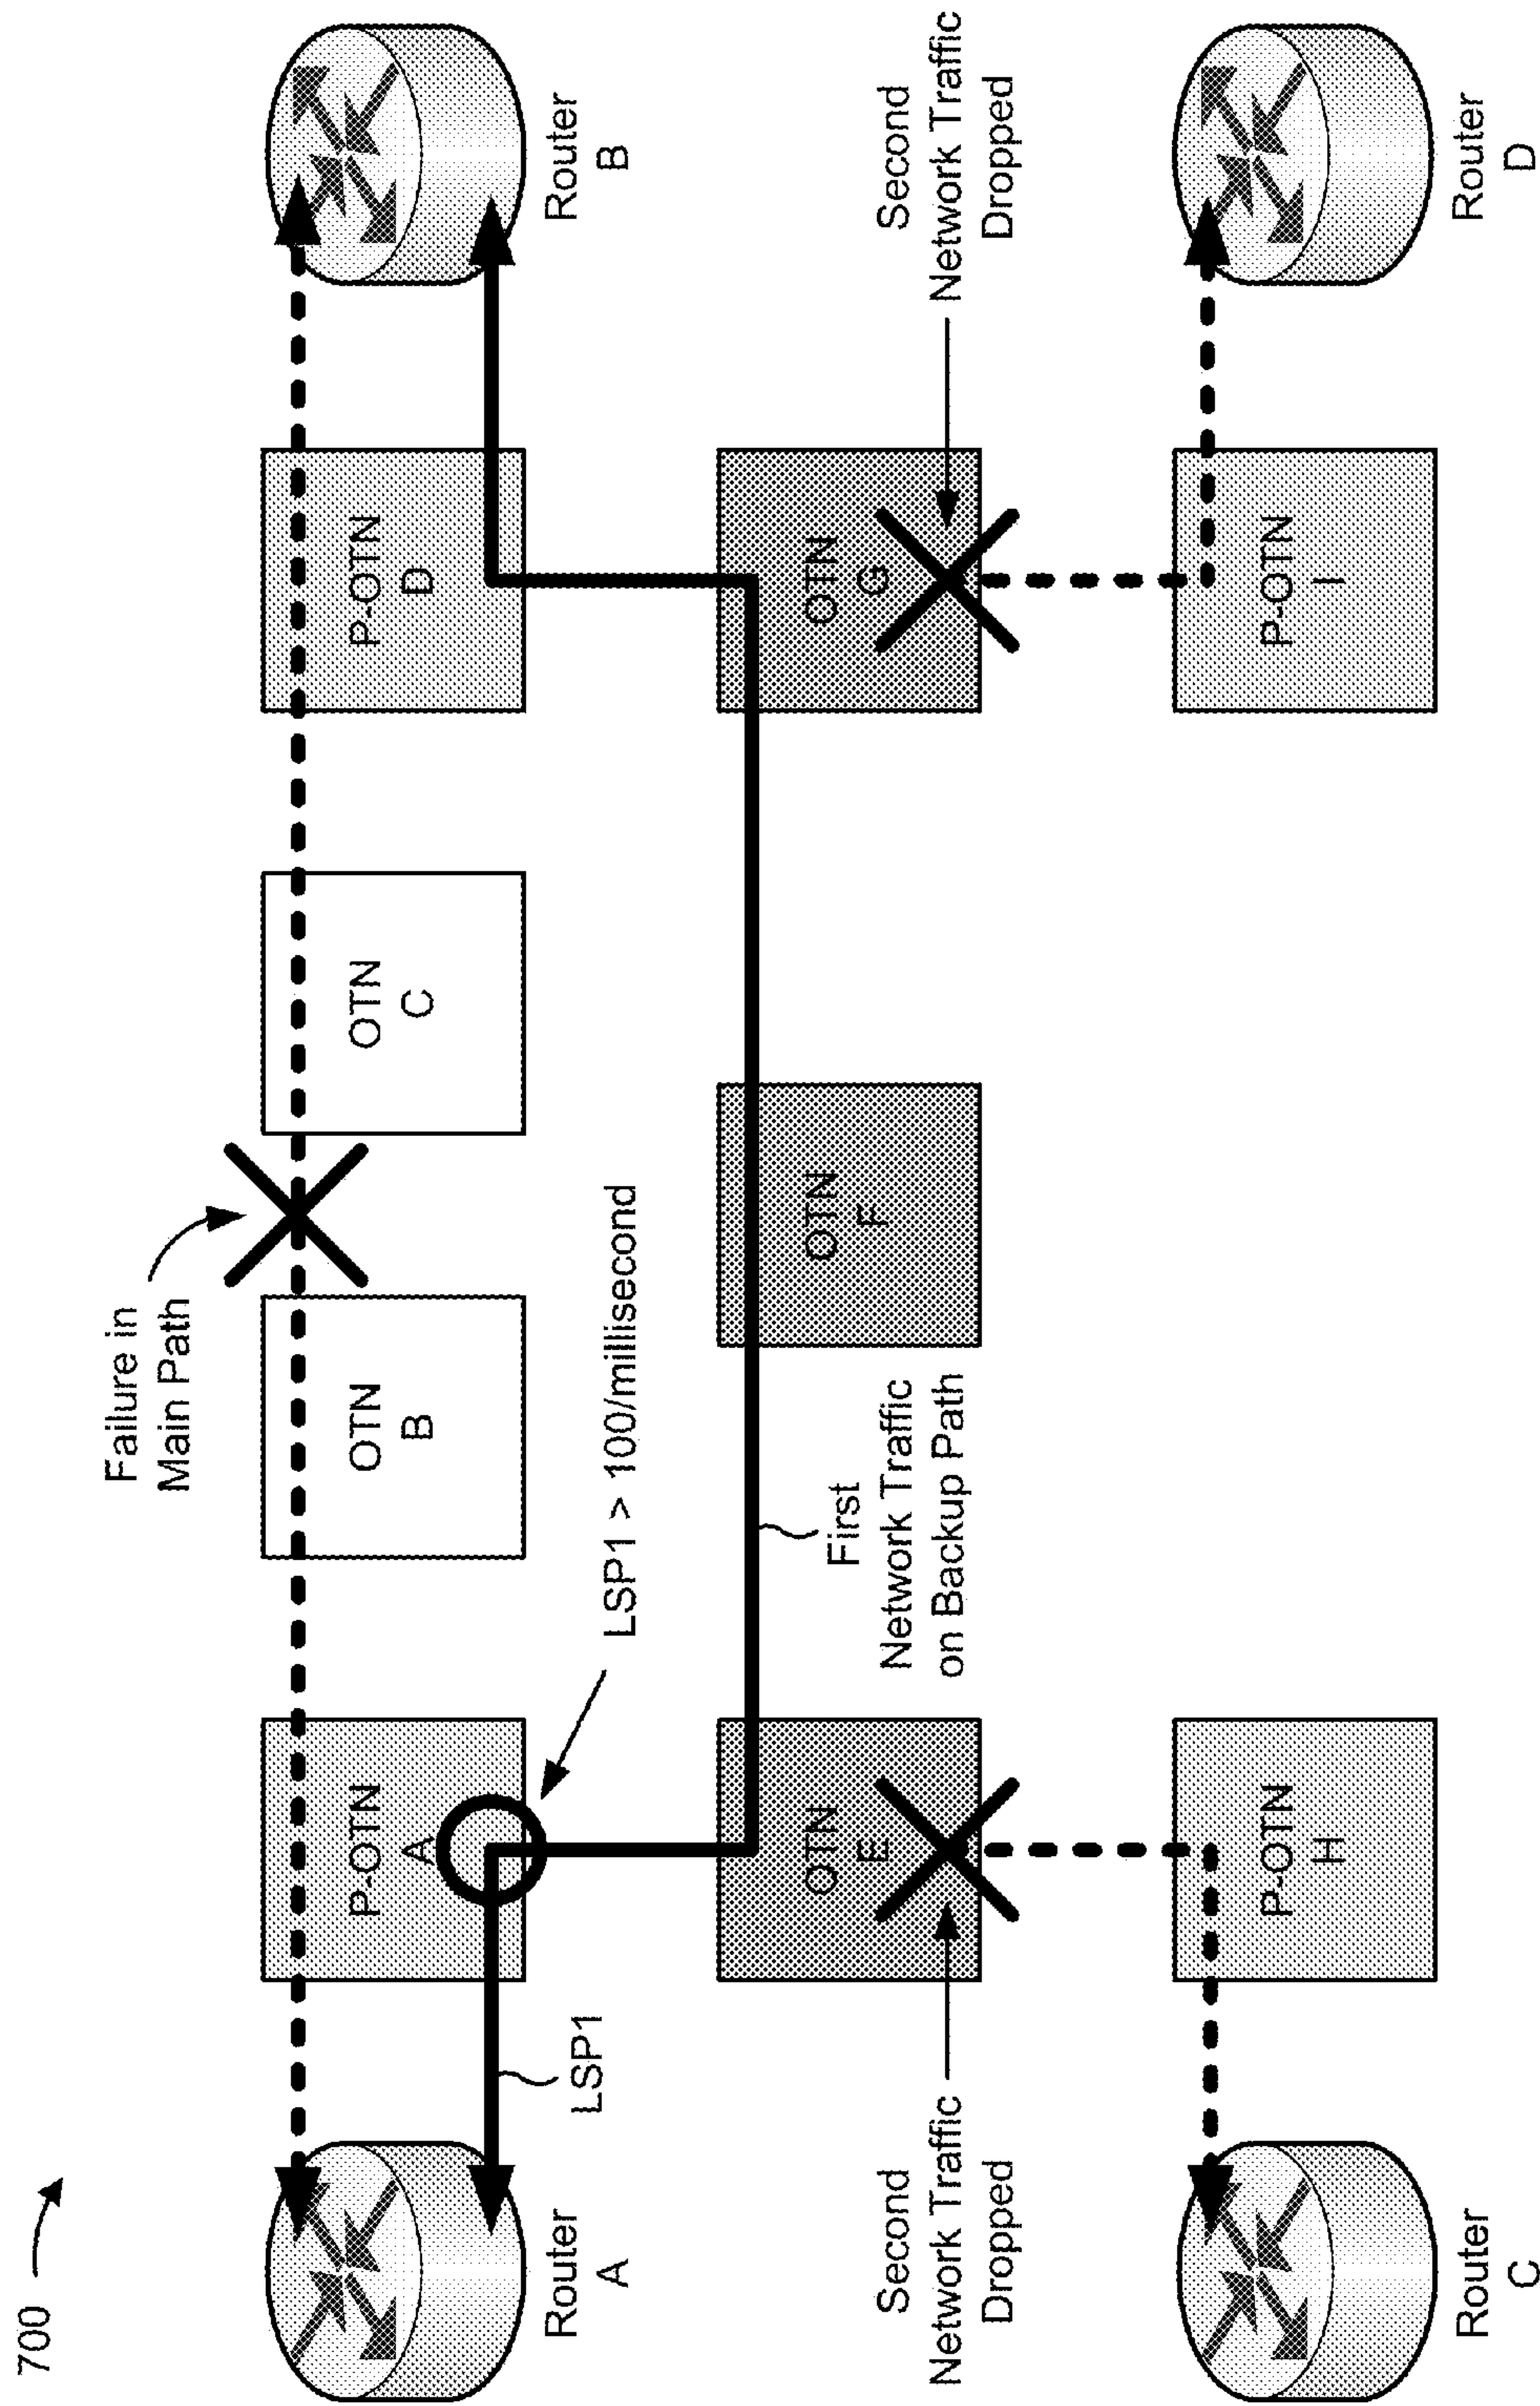 700
Failure in
Main Path
P-OTN
A
OTN
B
OTN
C
P-OTN
D
Router
A
LSP1
LSP1 > 100/millisecond
Router
B
OTN
E
OTN
F
OTN
G
First
Network Traffic
on Backup Path
Second
Network Traffic
Dropped
Second
Network Traffic
Dropped
P-OTN
H
P-OTN
I
Router
C
Router
D